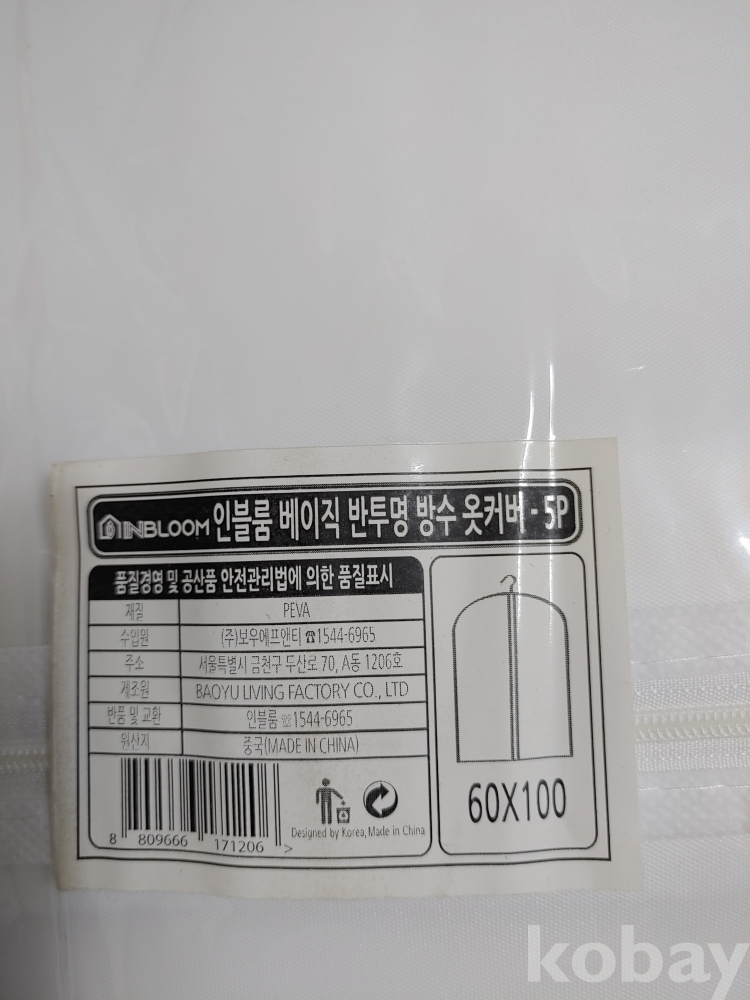 INBLOOM 인블룸 베이직 반투명 방수 옷커버 - 5P
품질경영 및 공산품 안전관리법에 의한 품질표시
재질 PEVA
수입원 (주)보우에프앤티 ☎1544-6965
주소 서울특별시 금천구 두산로 70, A동 1206호
제조원 BAOYU LIVING FACTORY CO., LTD
반품 및 교환 인블룸 ☏1544-6965
원산지 중국(MADE IN CHINA)
8 809666 171206 >
Designed by Korea, Made in China
60X100
kobay